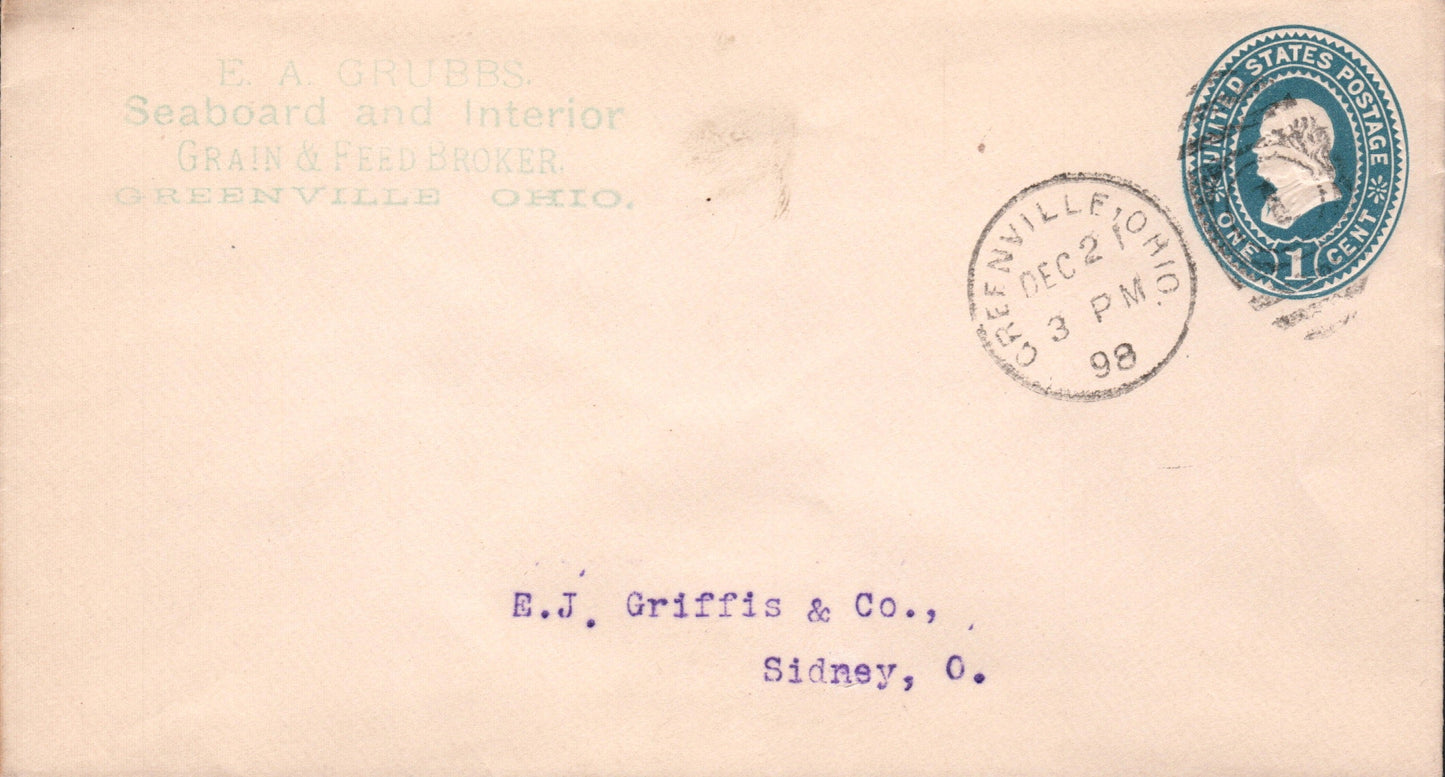 E. A. GRUBBS.
Seaboard and Interior
GRAIN & FEED BROKER.
GREENVILLE OHIO.
UNITED STATES POSTAGE
ONE 1 CENT
GREENVILLE, OHIO.
DEC 21
3 PM
98
E.J. Griffis & Co.,
Sidney, O.